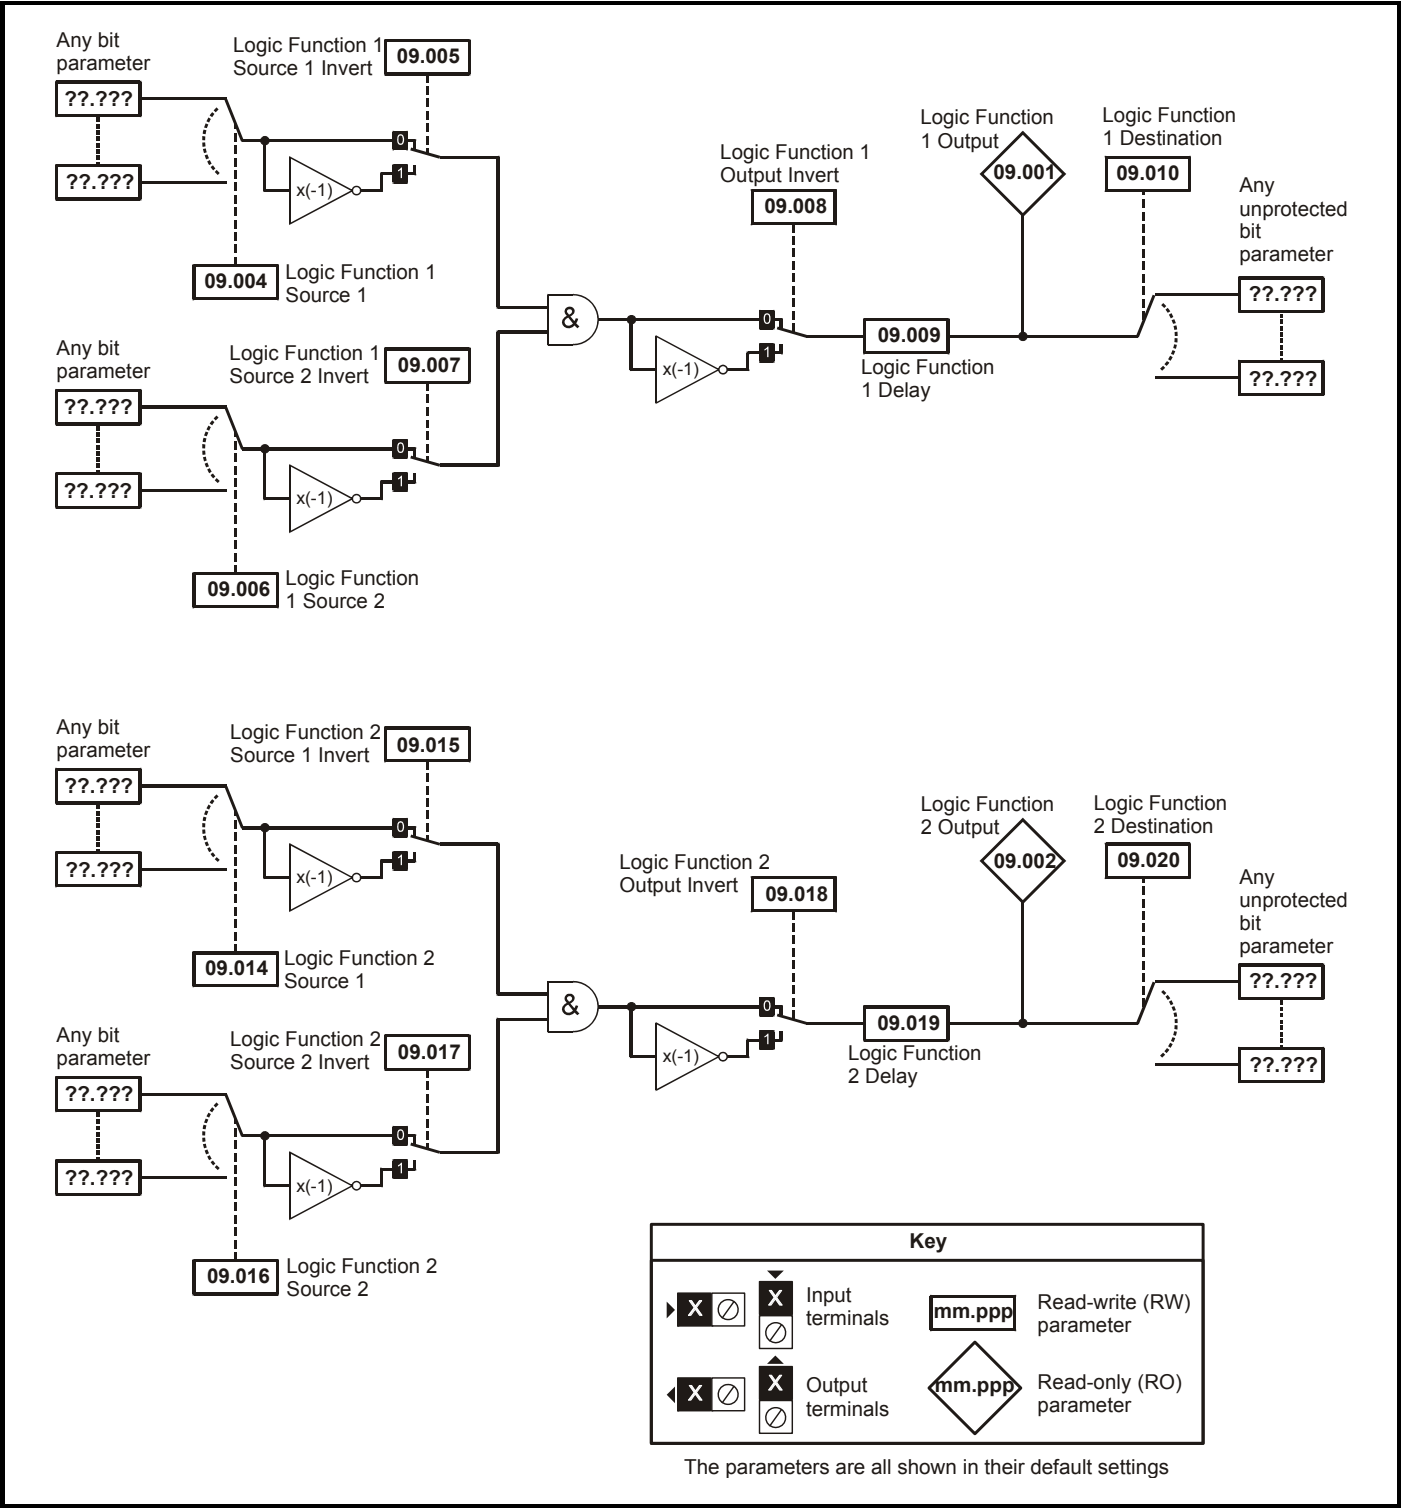 Any bit
parameter
??.???
??.???
Logic Function 1
Source 1 Invert
09.005
0
1
x(-1)
09.004
Logic Function 1
Source 1
Any bit
parameter
??.???
??.???
Logic Function 1
Source 2 Invert
09.007
0
1
x(-1)
09.006
Logic Function
1 Source 2
&
Logic Function 1
Output Invert
09.008
0
1
x(-1)
09.009
Logic Function
1 Delay
Logic Function
1 Output
09.001
Logic Function
1 Destination
09.010
Any
unprotected
bit
parameter
??.???
??.???
Any bit
parameter
??.???
??.???
Logic Function 2
Source 1 Invert
09.015
0
1
x(-1)
09.014
Logic Function 2
Source 1
Any bit
parameter
??.???
??.???
Logic Function 2
Source 2 Invert
09.017
0
1
x(-1)
09.016
Logic Function 2
Source 2
&
Logic Function 2
Output Invert
09.018
0
1
x(-1)
09.019
Logic Function
2 Delay
Logic Function
2 Output
09.002
Logic Function
2 Destination
09.020
Any
unprotected
bit
parameter
??.???
??.???
Key
X
X
Input
terminals
mm.ppp
Read-write (RW)
parameter
X
X
Output
terminals
mm.ppp
Read-only (RO)
parameter
The parameters are all shown in their default settings